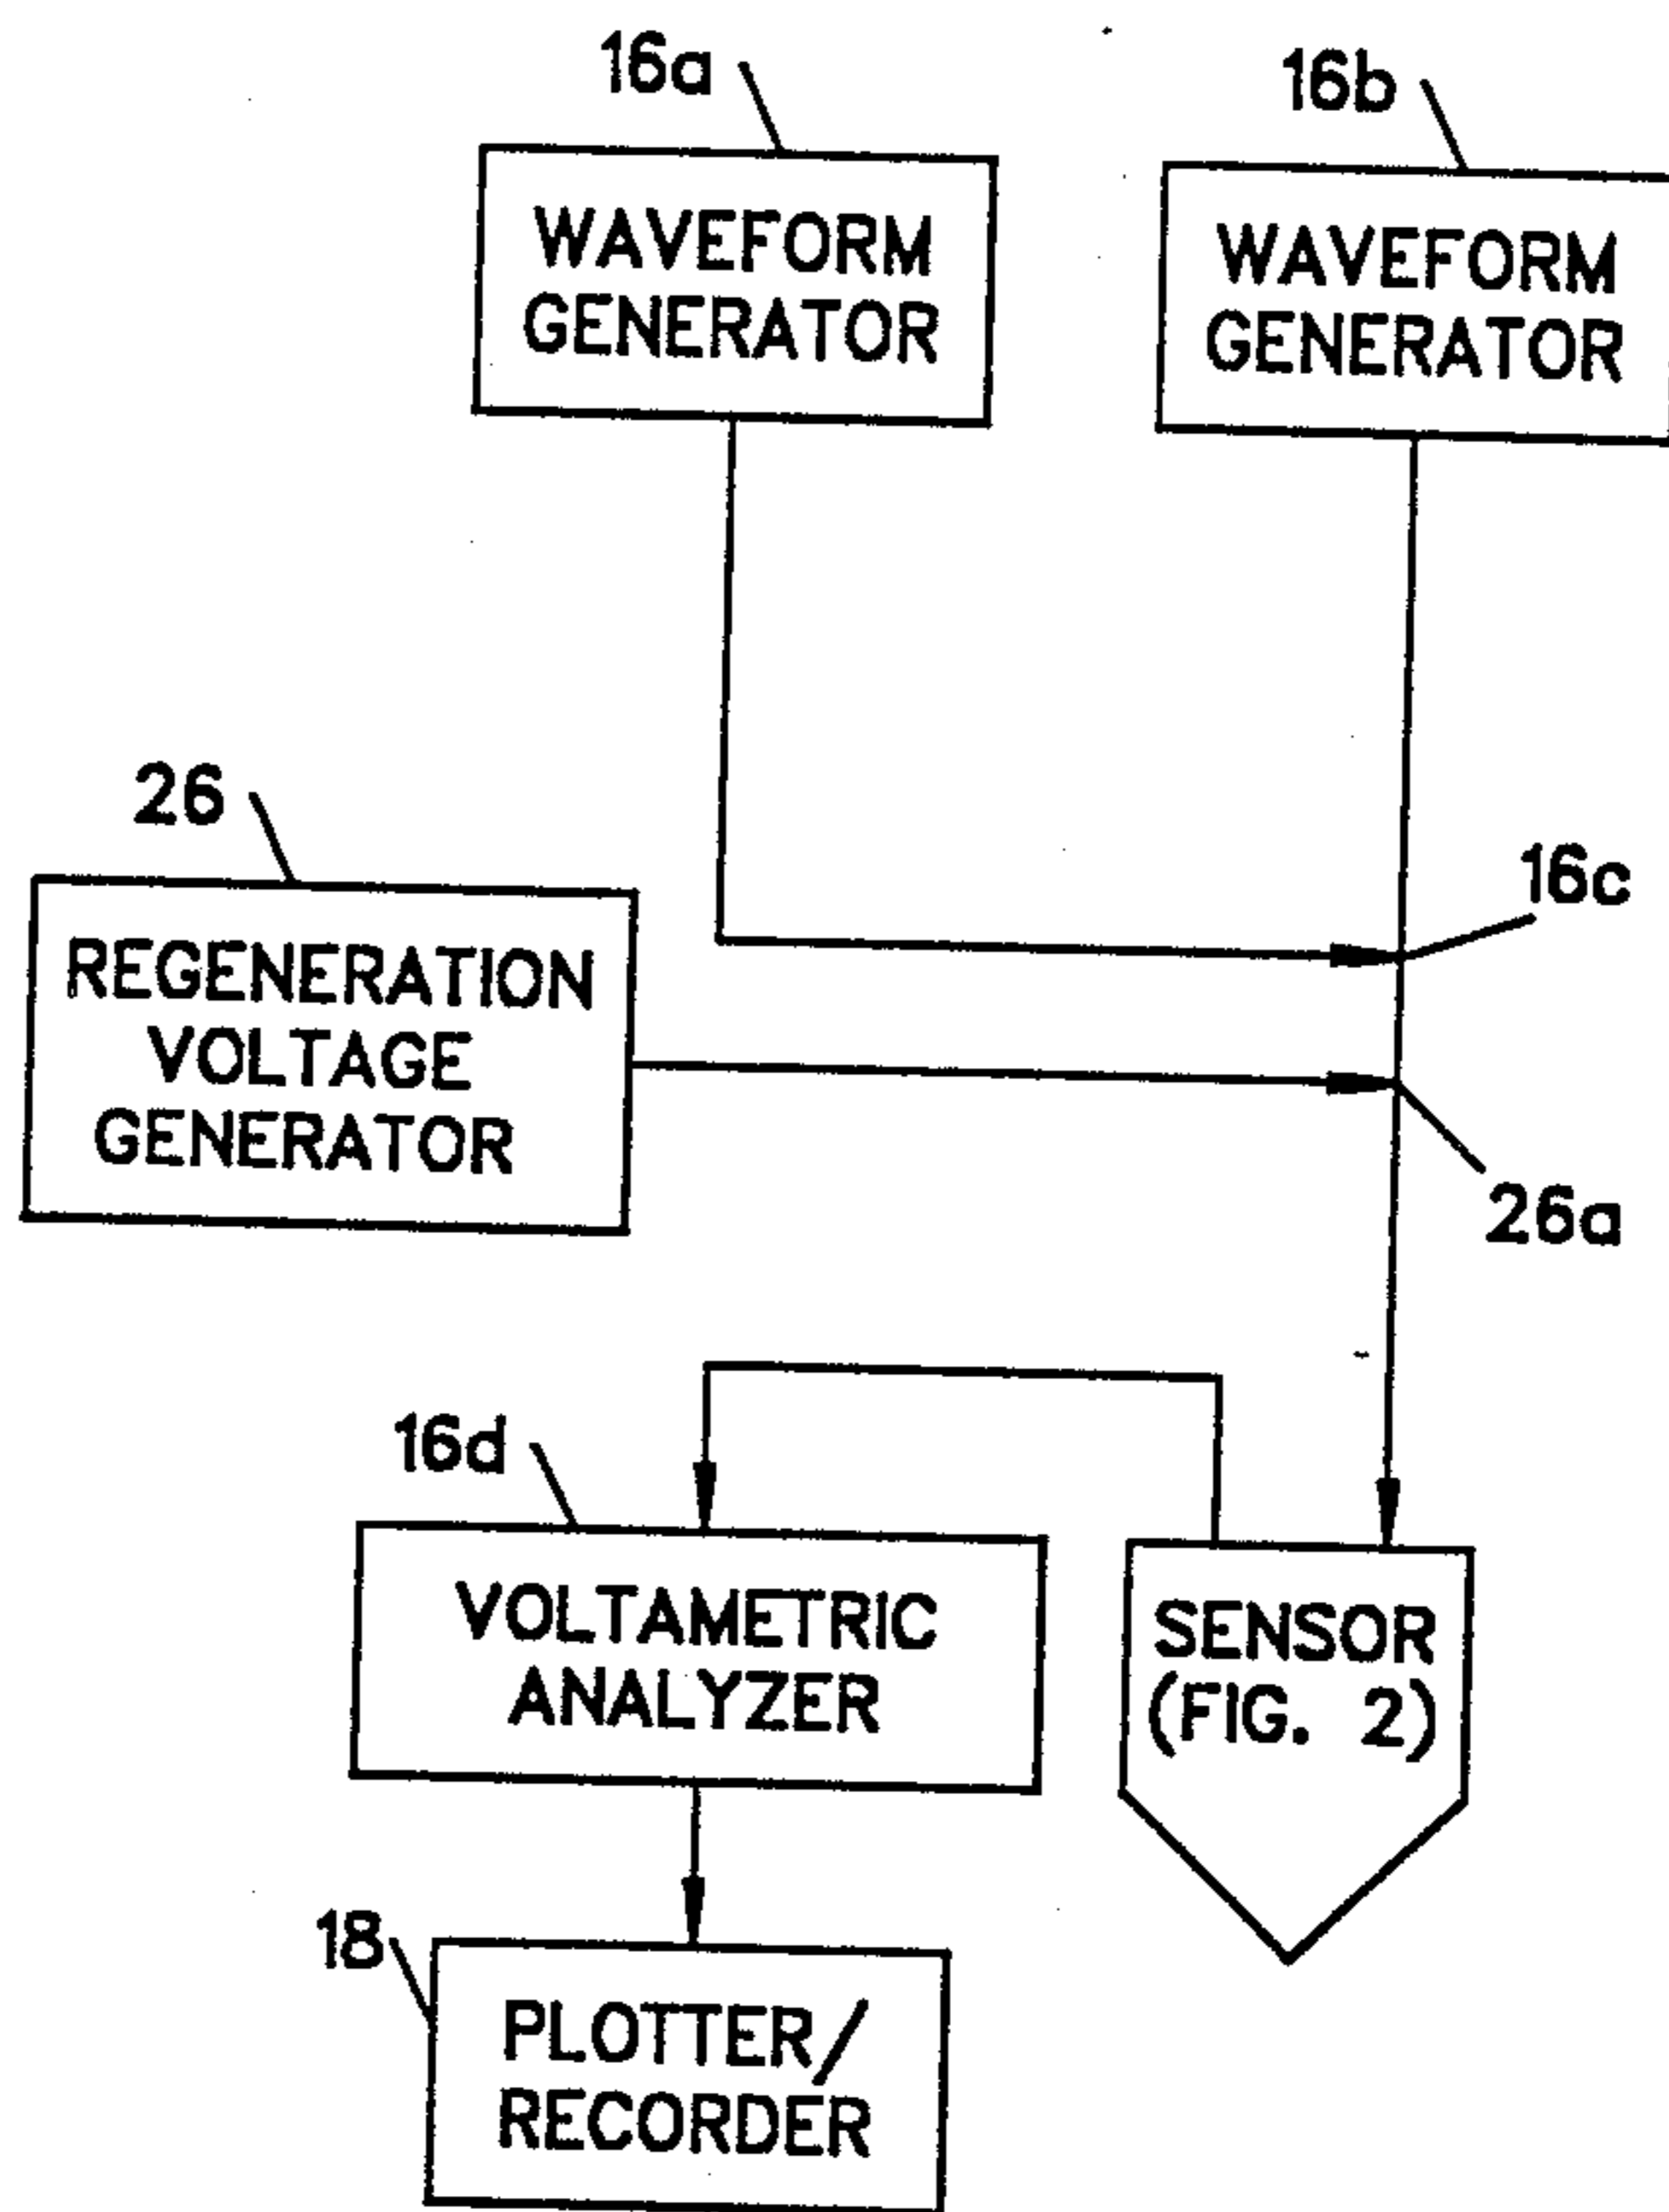 16a
16b
WAVEFORM
GENERATOR
WAVEFORM
GENERATOR
26
16c
REGENERATION
VOLTAGE
GENERATOR
26a
16d
VOLTAMETRIC
ANALYZER
SENSOR
(FIG. 2)
18
PLOTTER/
RECORDER